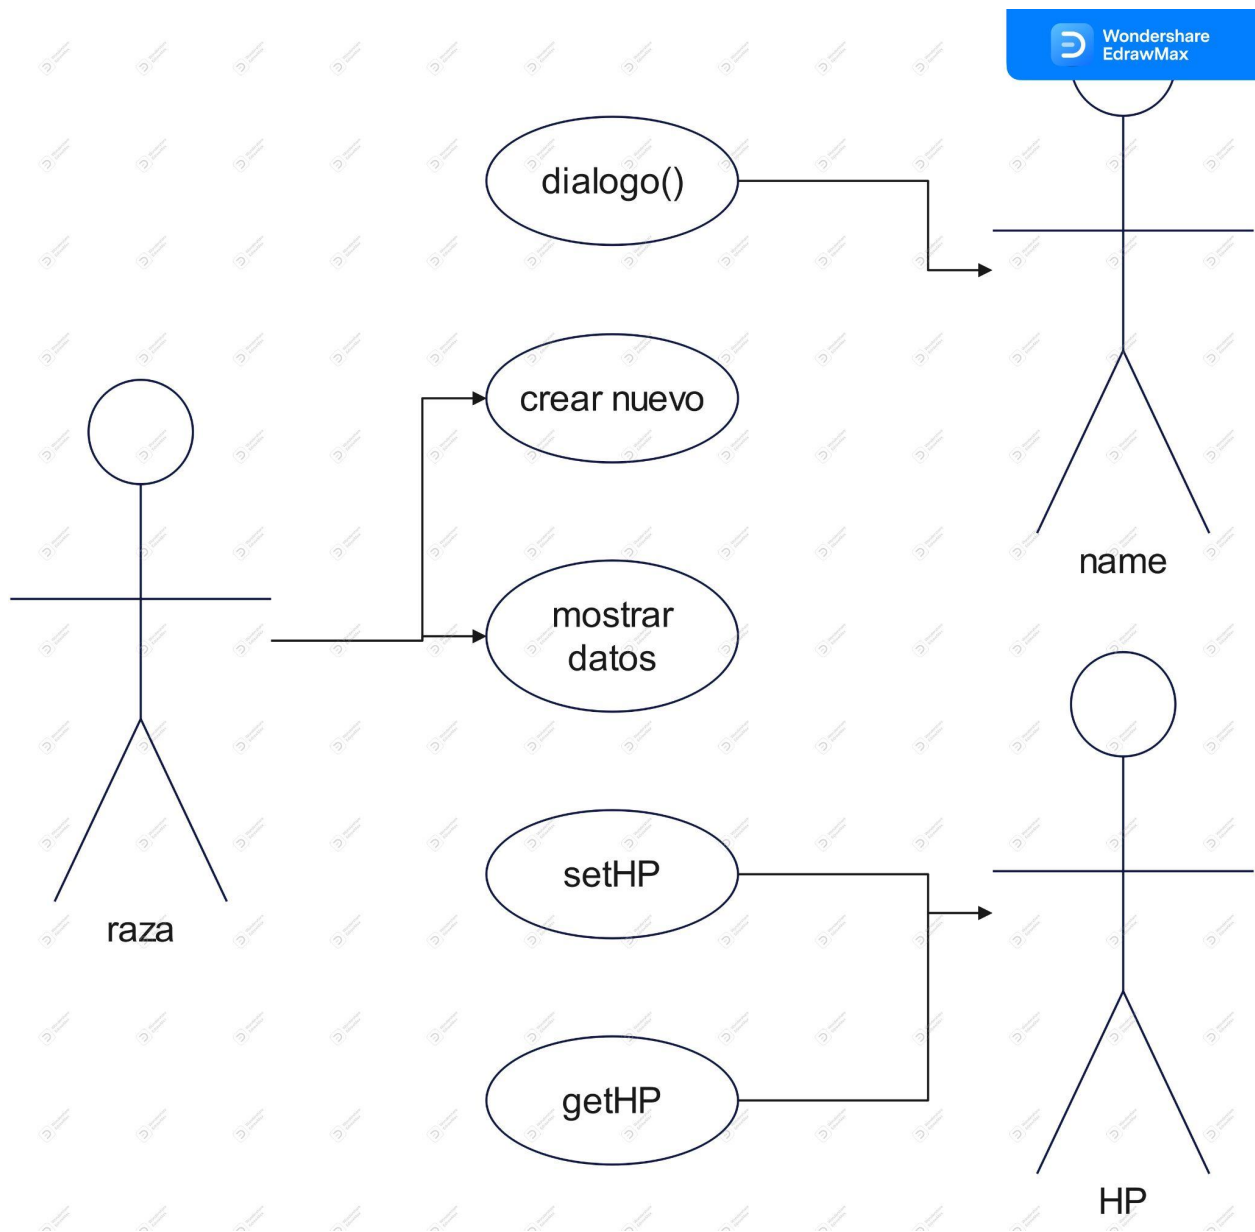 Wondershare
EdrawMax
dialogo()
crear nuevo
name
mostrar
datos
setHP
raza
getHP
HP